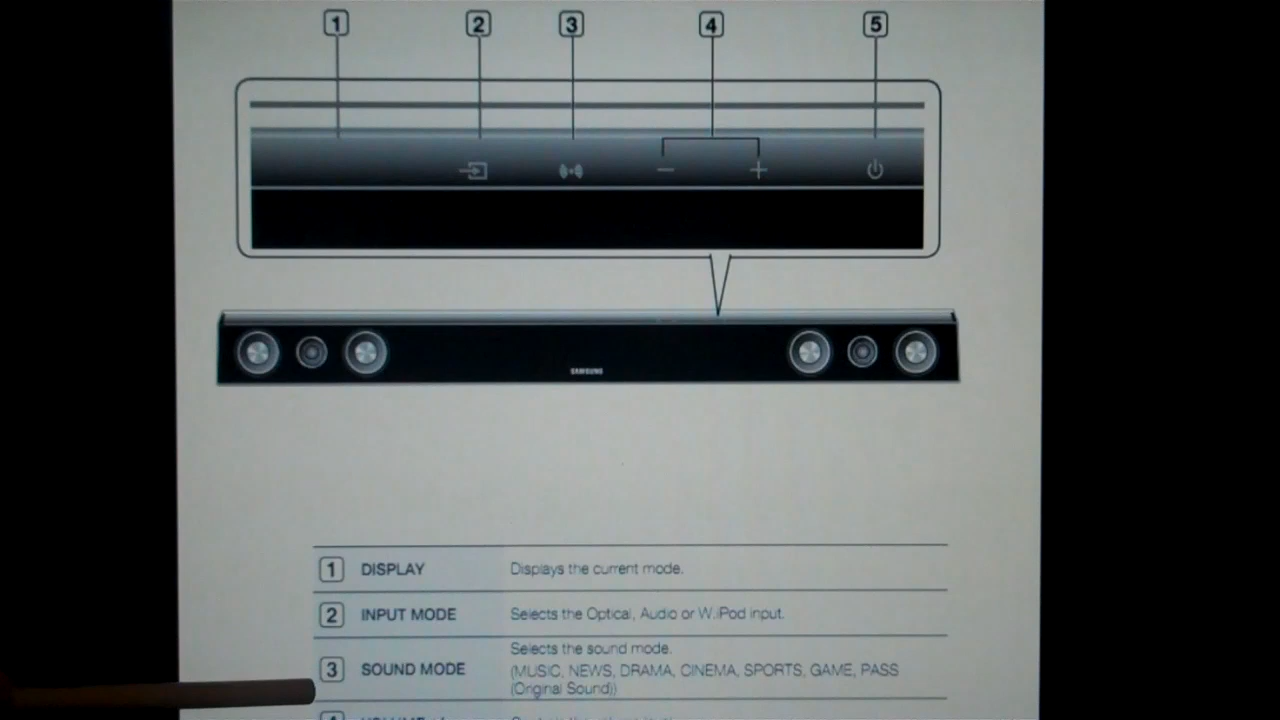 1 2 3 4 5
SAMSUNG
1 DISPLAY Displays the current mode.
2 INPUT MODE Selects the Optical, Audio or W.iPod input.
3 SOUND MODE Selects the sound mode.
(MUSIC, NEWS, DRAMA, CINEMA, SPORTS, GAME, PASS
(Original Sound))